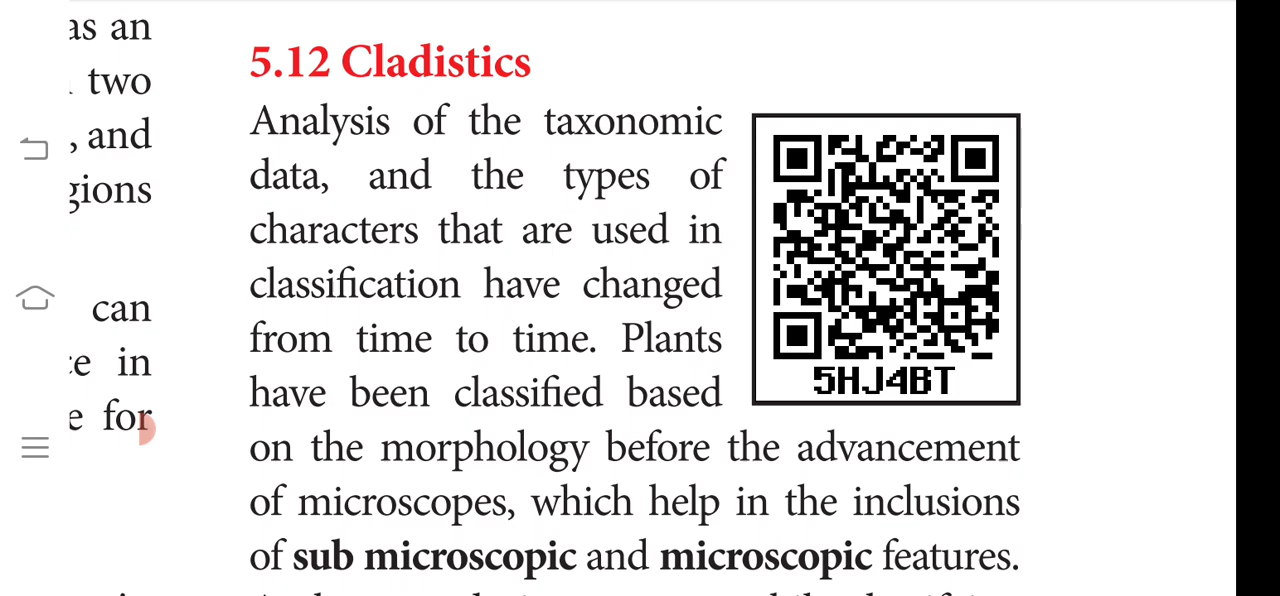 as an
two
, and
gions
can
e in
e for
5.12 Cladistics
Analysis of the taxonomic
data, and the types of
characters that are used in
classification have changed
from time to time. Plants
have been classified based
on the morphology before the advancement
of microscopes, which help in the inclusions
of sub microscopic and microscopic features.
5HJ4BT